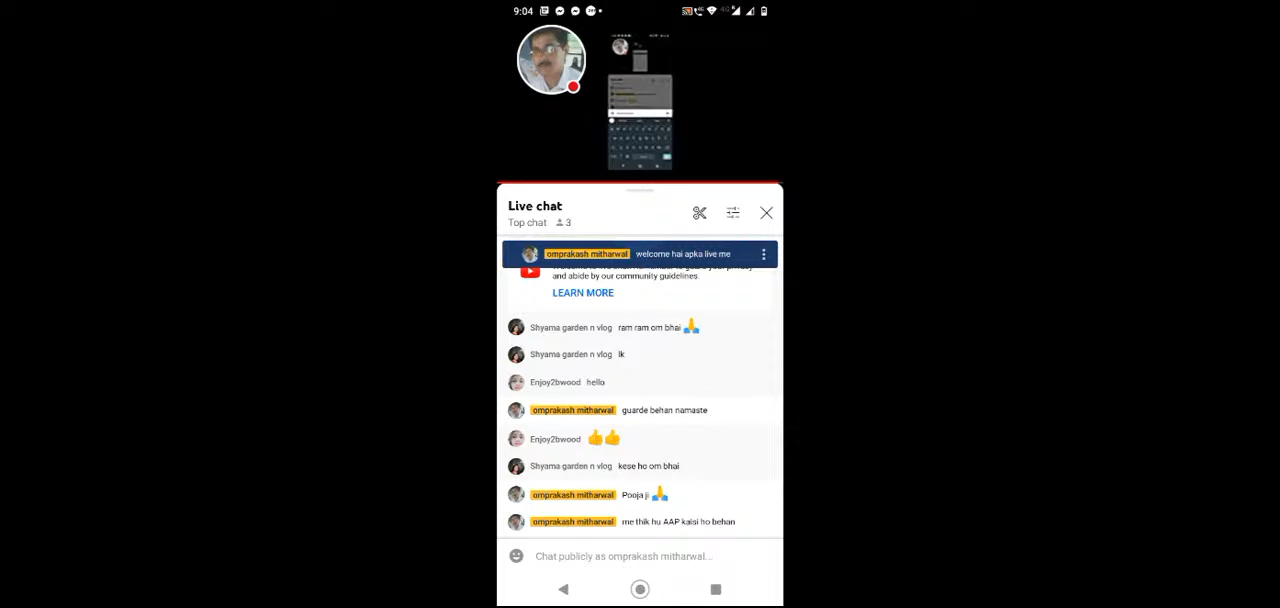 9:04
Live chat
Top chat 3
omprakash mitharwal welcome hai apka live me
and abide by our community guidelines.
LEARN MORE
Shyama garden n vlog ram ram om bhai 🙏
Shyama garden n vlog lk
Enjoy2bwood hello
omprakash mitharwal guarde behan namaste
Enjoy2bwood 👍👍
Shyama garden n vlog kese ho om bhai
omprakash mitharwal Pooja ji 🙏
omprakash mitharwal me thik hu AAP kaisi ho behan
Chat publicly as omprakash mitharwal...